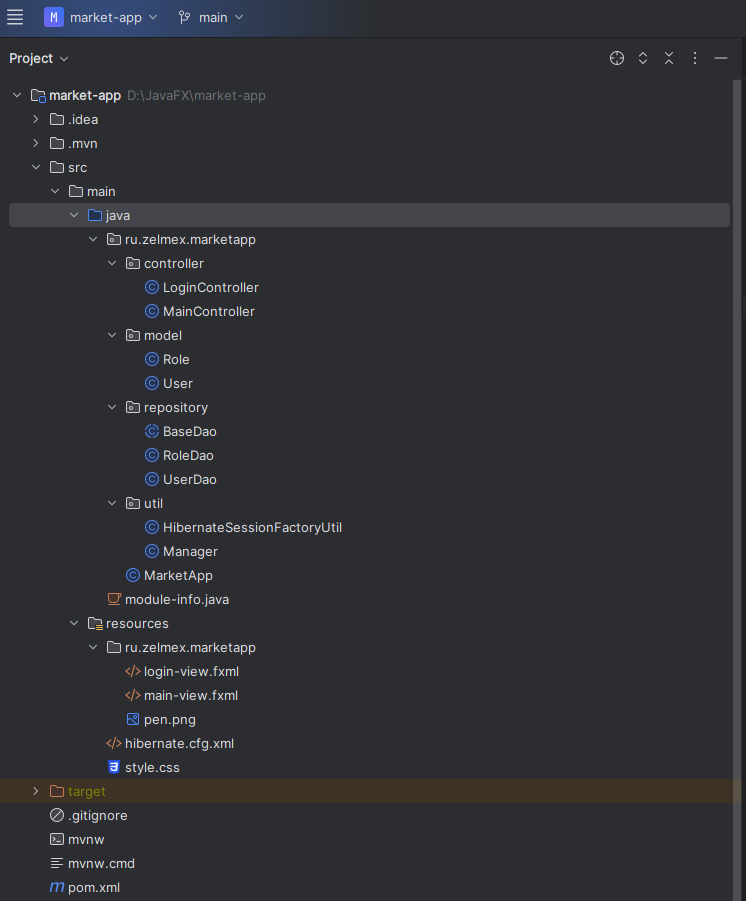 M market-app main
Project
market-app D:\JavaFX\market-app
.idea
.mvn
src
main
java
ru.zelmex.marketapp
controller
LoginController
MainController
model
Role
User
repository
BaseDao
RoleDao
UserDao
util
HibernateSessionFactoryUtil
Manager
MarketApp
module-info.java
resources
ru.zelmex.marketapp
login-view.fxml
main-view.fxml
pen.png
hibernate.cfg.xml
style.css
target
.gitignore
mvnw
mvnw.cmd
pom.xml